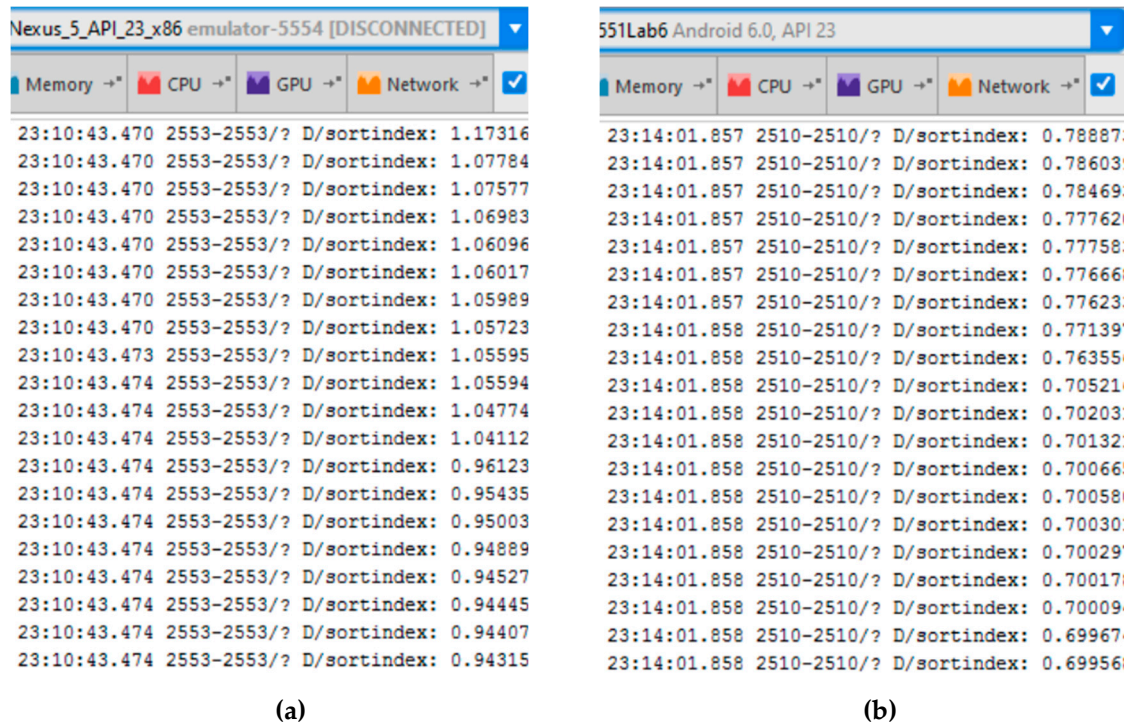 Nexus_5_API_23_x86 emulator-5554 [DISCONNECTED]
Memory CPU GPU Network
23:10:43.470 2553-2553/? D/sortindex: 1.17316
23:10:43.470 2553-2553/? D/sortindex: 1.07784
23:10:43.470 2553-2553/? D/sortindex: 1.07577
23:10:43.470 2553-2553/? D/sortindex: 1.06983
23:10:43.470 2553-2553/? D/sortindex: 1.06096
23:10:43.470 2553-2553/? D/sortindex: 1.06017
23:10:43.470 2553-2553/? D/sortindex: 1.05989
23:10:43.470 2553-2553/? D/sortindex: 1.05723
23:10:43.473 2553-2553/? D/sortindex: 1.05595
23:10:43.474 2553-2553/? D/sortindex: 1.05594
23:10:43.474 2553-2553/? D/sortindex: 1.04774
23:10:43.474 2553-2553/? D/sortindex: 1.04112
23:10:43.474 2553-2553/? D/sortindex: 0.96123
23:10:43.474 2553-2553/? D/sortindex: 0.95435
23:10:43.474 2553-2553/? D/sortindex: 0.95003
23:10:43.474 2553-2553/? D/sortindex: 0.94889
23:10:43.474 2553-2553/? D/sortindex: 0.94527
23:10:43.474 2553-2553/? D/sortindex: 0.94445
23:10:43.474 2553-2553/? D/sortindex: 0.94407
23:10:43.474 2553-2553/? D/sortindex: 0.94315
(a)
551Lab6 Android 6.0, API 23
Memory CPU GPU Network
23:14:01.857 2510-2510/? D/sortindex: 0.788873
23:14:01.857 2510-2510/? D/sortindex: 0.786039
23:14:01.857 2510-2510/? D/sortindex: 0.784693
23:14:01.857 2510-2510/? D/sortindex: 0.777620
23:14:01.857 2510-2510/? D/sortindex: 0.777583
23:14:01.857 2510-2510/? D/sortindex: 0.776668
23:14:01.857 2510-2510/? D/sortindex: 0.776233
23:14:01.858 2510-2510/? D/sortindex: 0.771397
23:14:01.858 2510-2510/? D/sortindex: 0.763554
23:14:01.858 2510-2510/? D/sortindex: 0.705216
23:14:01.858 2510-2510/? D/sortindex: 0.70203
23:14:01.858 2510-2510/? D/sortindex: 0.70132
23:14:01.858 2510-2510/? D/sortindex: 0.700665
23:14:01.858 2510-2510/? D/sortindex: 0.700580
23:14:01.858 2510-2510/? D/sortindex: 0.70030
23:14:01.858 2510-2510/? D/sortindex: 0.700297
23:14:01.858 2510-2510/? D/sortindex: 0.700178
23:14:01.858 2510-2510/? D/sortindex: 0.700094
23:14:01.858 2510-2510/? D/sortindex: 0.699674
23:14:01.858 2510-2510/? D/sortindex: 0.699568
(b)